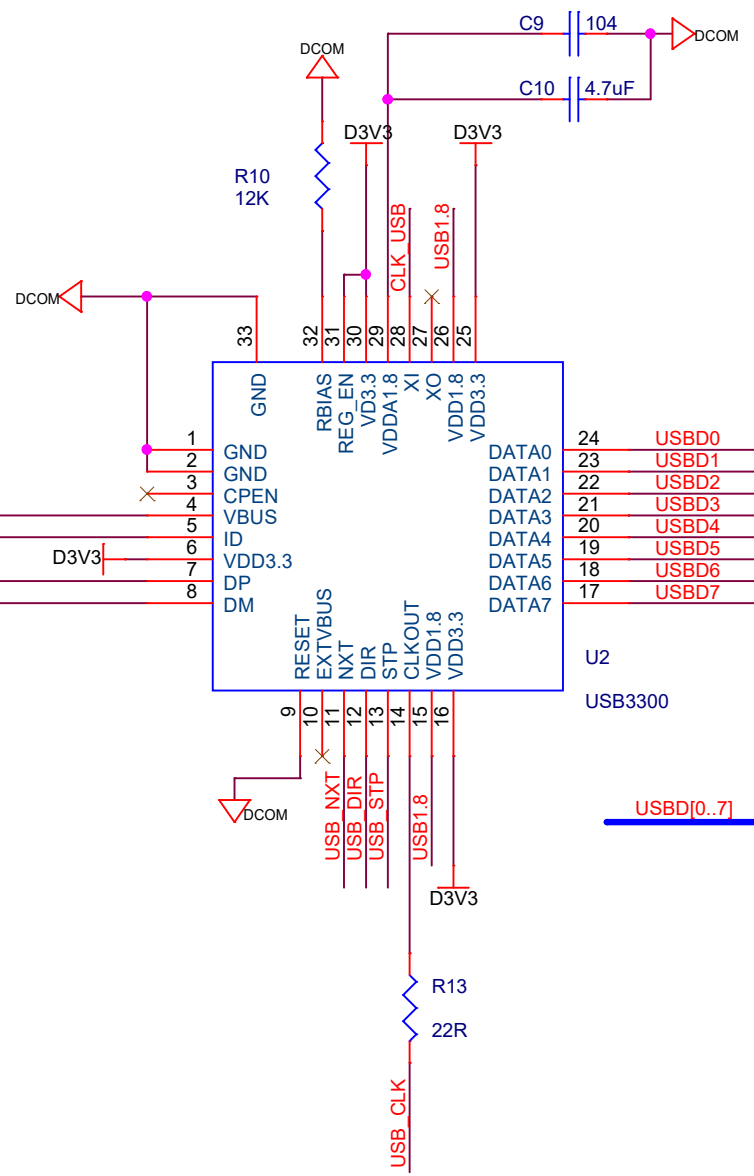 C9 104
DCOM
DCOM
C10 4.7uF
D3V3
D3V3
R10
12K
CLK_USB
USB1.8
DCOM
33
32
31
30
29
28
27
26
25
GND
RBIAS
REG_EN
VD3.3
VDDA1.8
XI
XO
VDD1.8
VDD3.3
1 GND
2 GND
3 CPEN
4 VBUS
5 ID
D3V3 6 VDD3.3
7 DP
8 DM
DATA0 24 USBD0
DATA1 23 USBD1
DATA2 22 USBD2
DATA3 21 USBD3
DATA4 20 USBD4
DATA5 19 USBD5
DATA6 18 USBD6
DATA7 17 USBD7
RESET
EXTVBUS
NXT
DIR
STP
CLKOUT
VDD1.8
VDD3.3
U2
USB3300
9
10
11
12
13
14
15
16
DCOM
USB_NXT
USB_DIR
USB_STP
USB1.8
USBD[0..7]
D3V3
R13
22R
USB_CLK